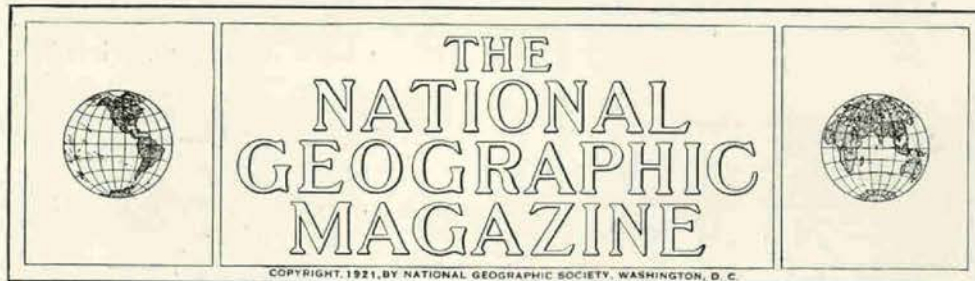 THE
NATIONAL
GEOGRAPHIC
MAGAZINE
COPYRIGHT, 1921, BY NATIONAL GEOGRAPHIC SOCIETY, WASHINGTON, D. C.